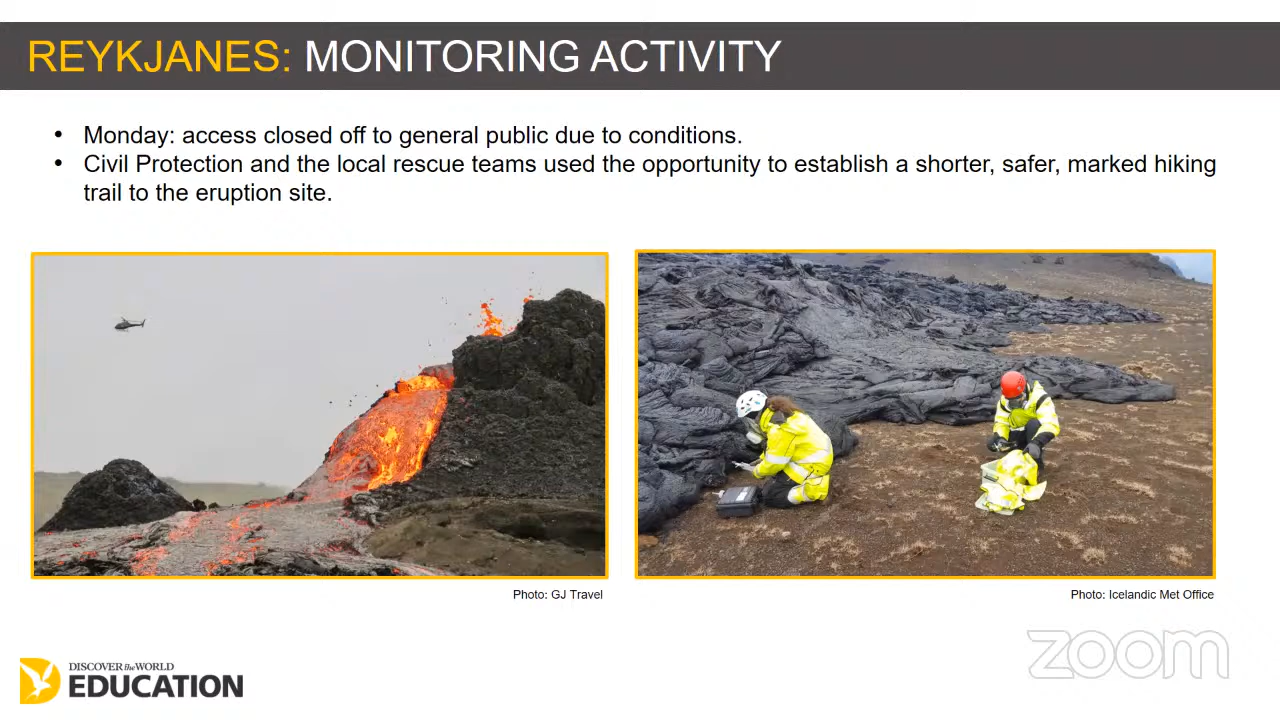 REYKJANES: MONITORING ACTIVITY
• Monday: access closed off to general public due to conditions.
• Civil Protection and the local rescue teams used the opportunity to establish a shorter, safer, marked hiking
trail to the eruption site.
Photo: GJ Travel
Photo: Icelandic Met Office
zoom
DISCOVER the WORLD
EDUCATION